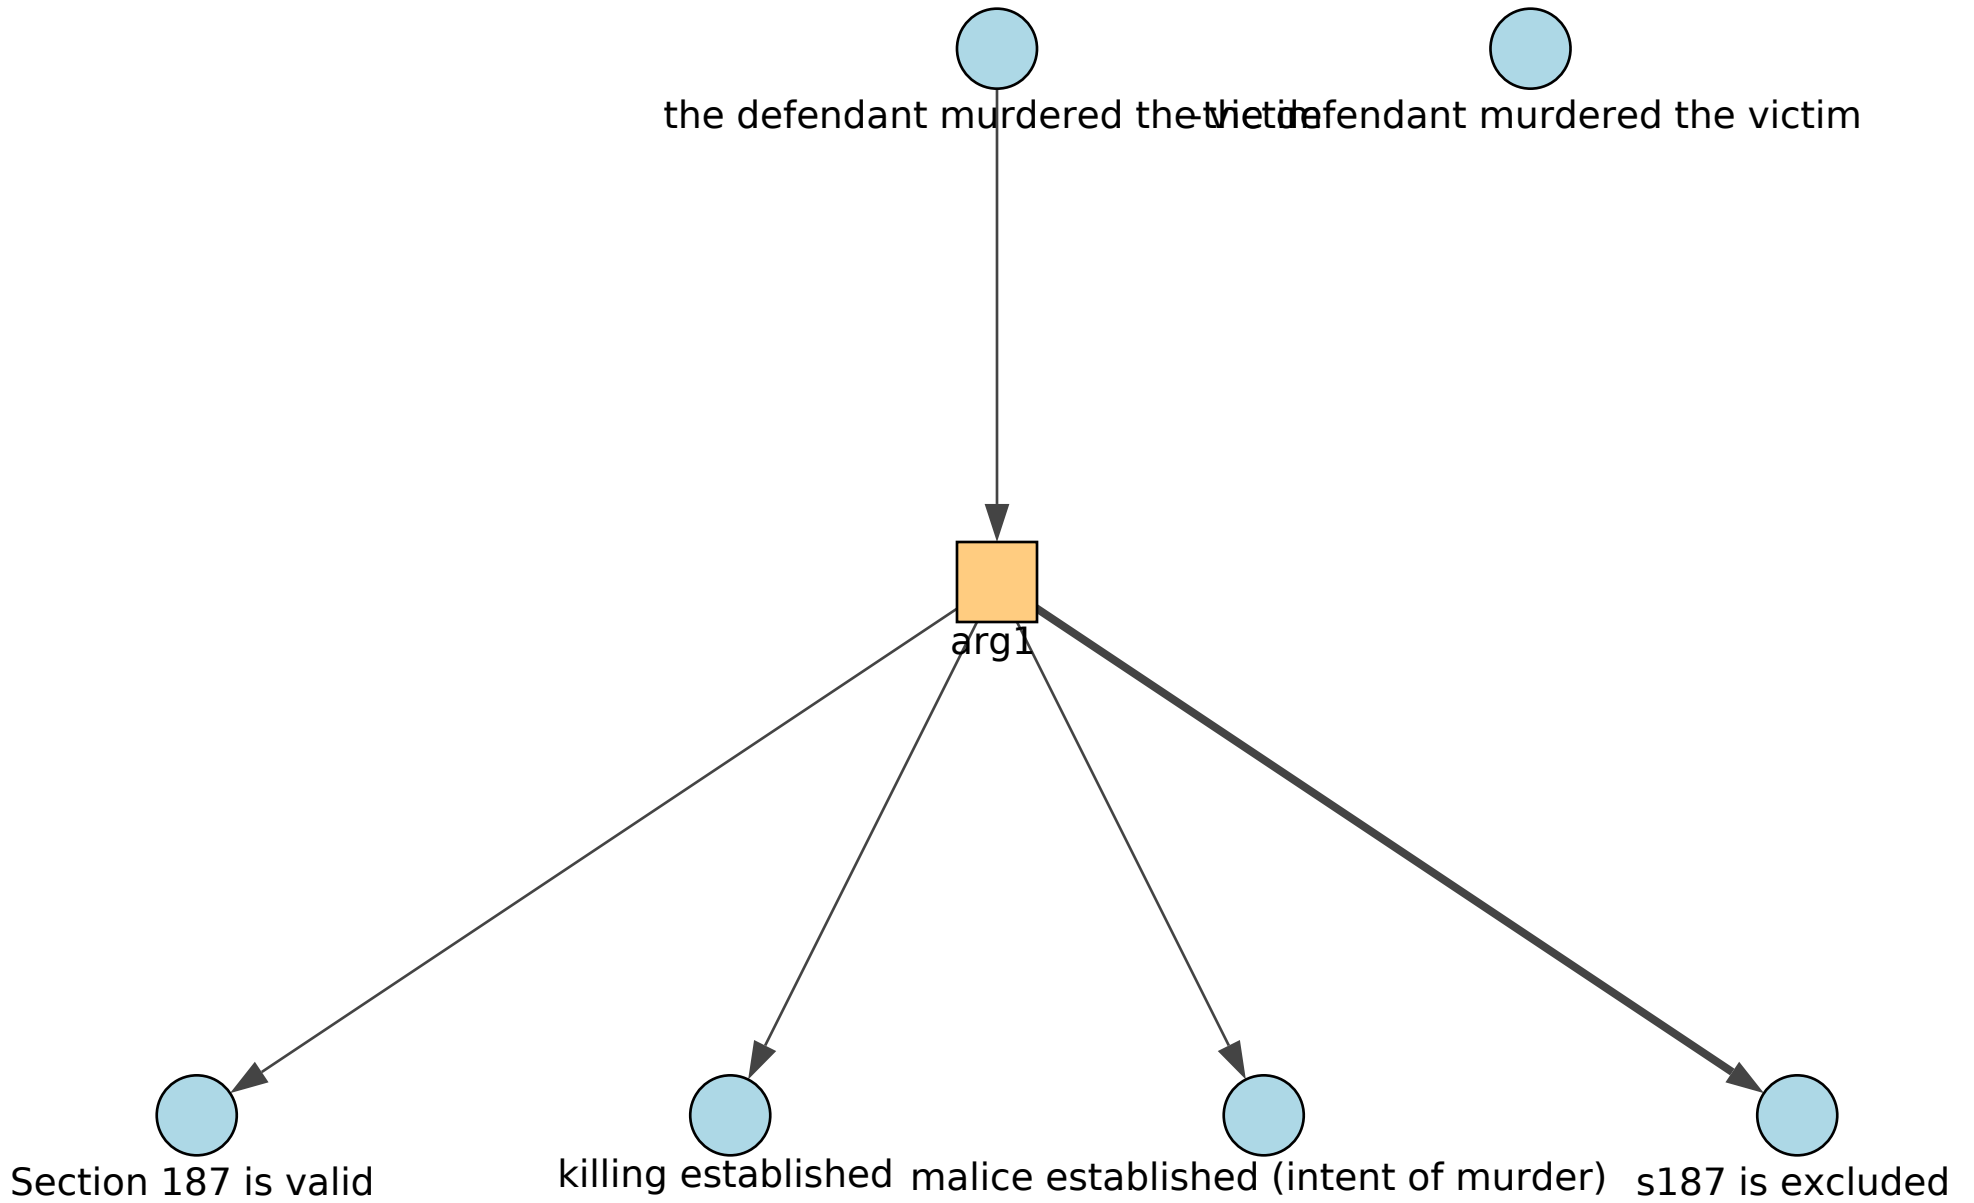 the defendant murdered the victim
-the defendant murdered the victim
arg1
Section 187 is valid
killing established
malice established (intent of murder)
s187 is excluded